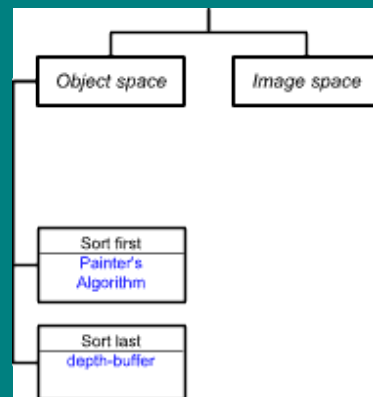 Object space
Image space
Sort first
Painter's
Algorithm
Sort last
depth-buffer